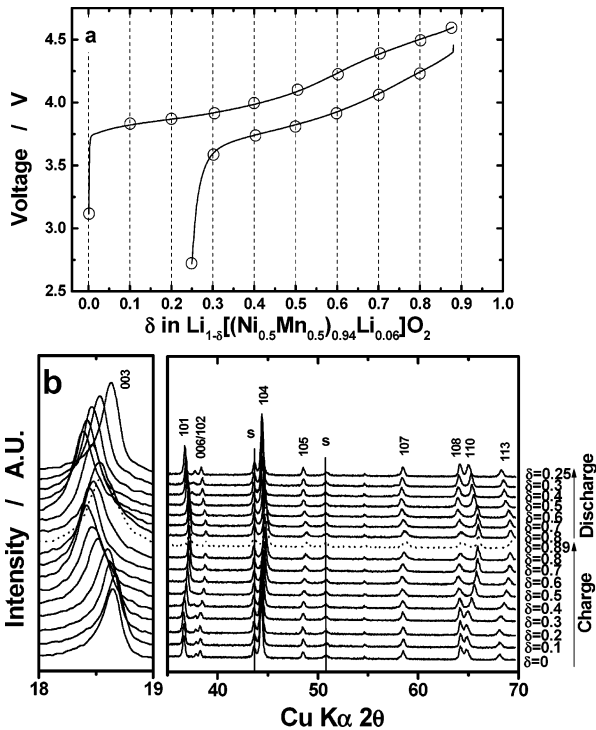 a
4.5
4.0
3.5
3.0
2.5
Voltage / V
0.0 0.1 0.2 0.3 0.4 0.5 0.6 0.7 0.8 0.9 1.0
δ in Li1-δ[(Ni0.5Mn0.5)0.94Li0.06]O2
b
003
101
006/102
S
104
105
S
107
108
110
113
δ=0.25
δ=0.3
δ=0.4
δ=0.5
δ=0.6
δ=0.7
δ=0.8
δ=0.89
δ=0.8
δ=0.7
δ=0.6
δ=0.5
δ=0.4
δ=0.3
δ=0.2
δ=0.1
δ=0
Discharge
Charge
Intensity / A.U.
18 19 40 50 60 70
Cu Kα 2θ